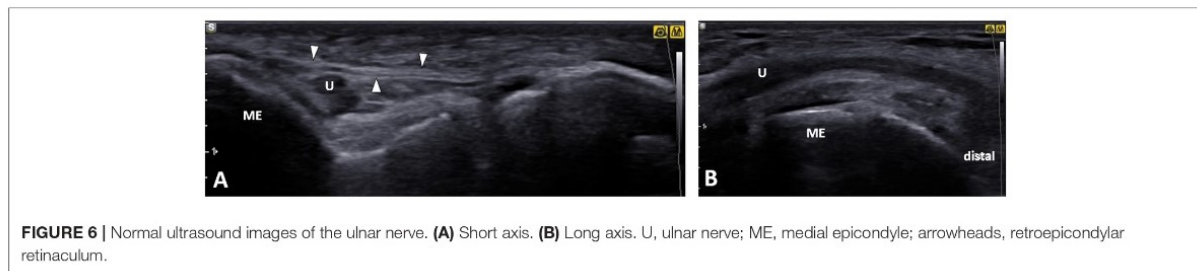 S
U
ME
A
S
U
ME
distal
B
FIGURE 6 | Normal ultrasound images of the ulnar nerve. (A) Short axis. (B) Long axis. U, ulnar nerve; ME, medial epicondyle; arrowheads, retroepicondylar
retinaculum.